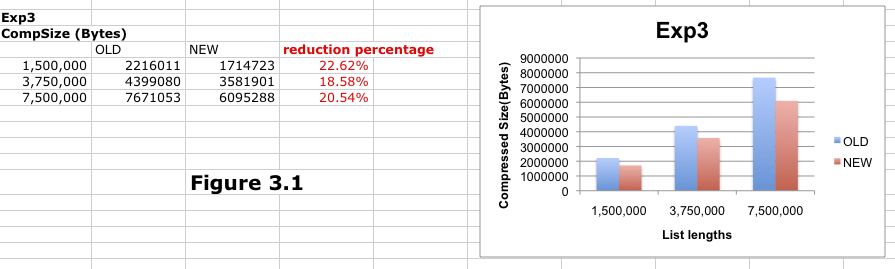 Exp3
CompSize (Bytes)
OLD NEW reduction percentage
1,500,000 2216011 1714723 22.62%
3,750,000 4399080 3581901 18.58%
7,500,000 7671053 6095288 20.54%
Figure 3.1
Exp3
Compressed Size(Bytes)
9000000
8000000
7000000
6000000
5000000
4000000
3000000
2000000
1000000
0
1,500,000 3,750,000 7,500,000
List lengths
OLD
NEW